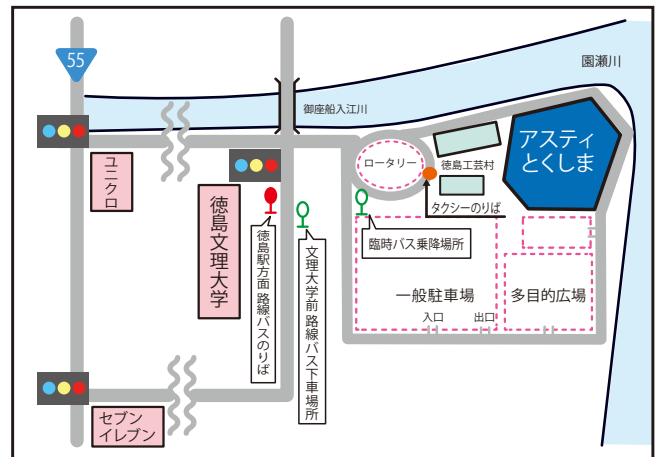 55
園瀬川
御座船入江川
ユニクロ
ロータリー
徳島工芸村
アスティ
とくしま
タクシーのりば
徳島文理大学
徳島駅方面 路線バスのりば
文理大学前 路線バス下車場所
臨時バス乗降場所
一般駐車場
多目的広場
入口
出口
セブン
イレブン